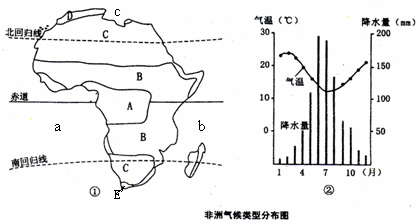 c
D
北回归线
C
B
赤道
A
a
b
B
南回归线
C
E
①
气温（℃）
降水量
30
200
20
150
气温
10
100
降水量
0
50
mm
1 4 7 10（月）
②
非洲气候类型分布图